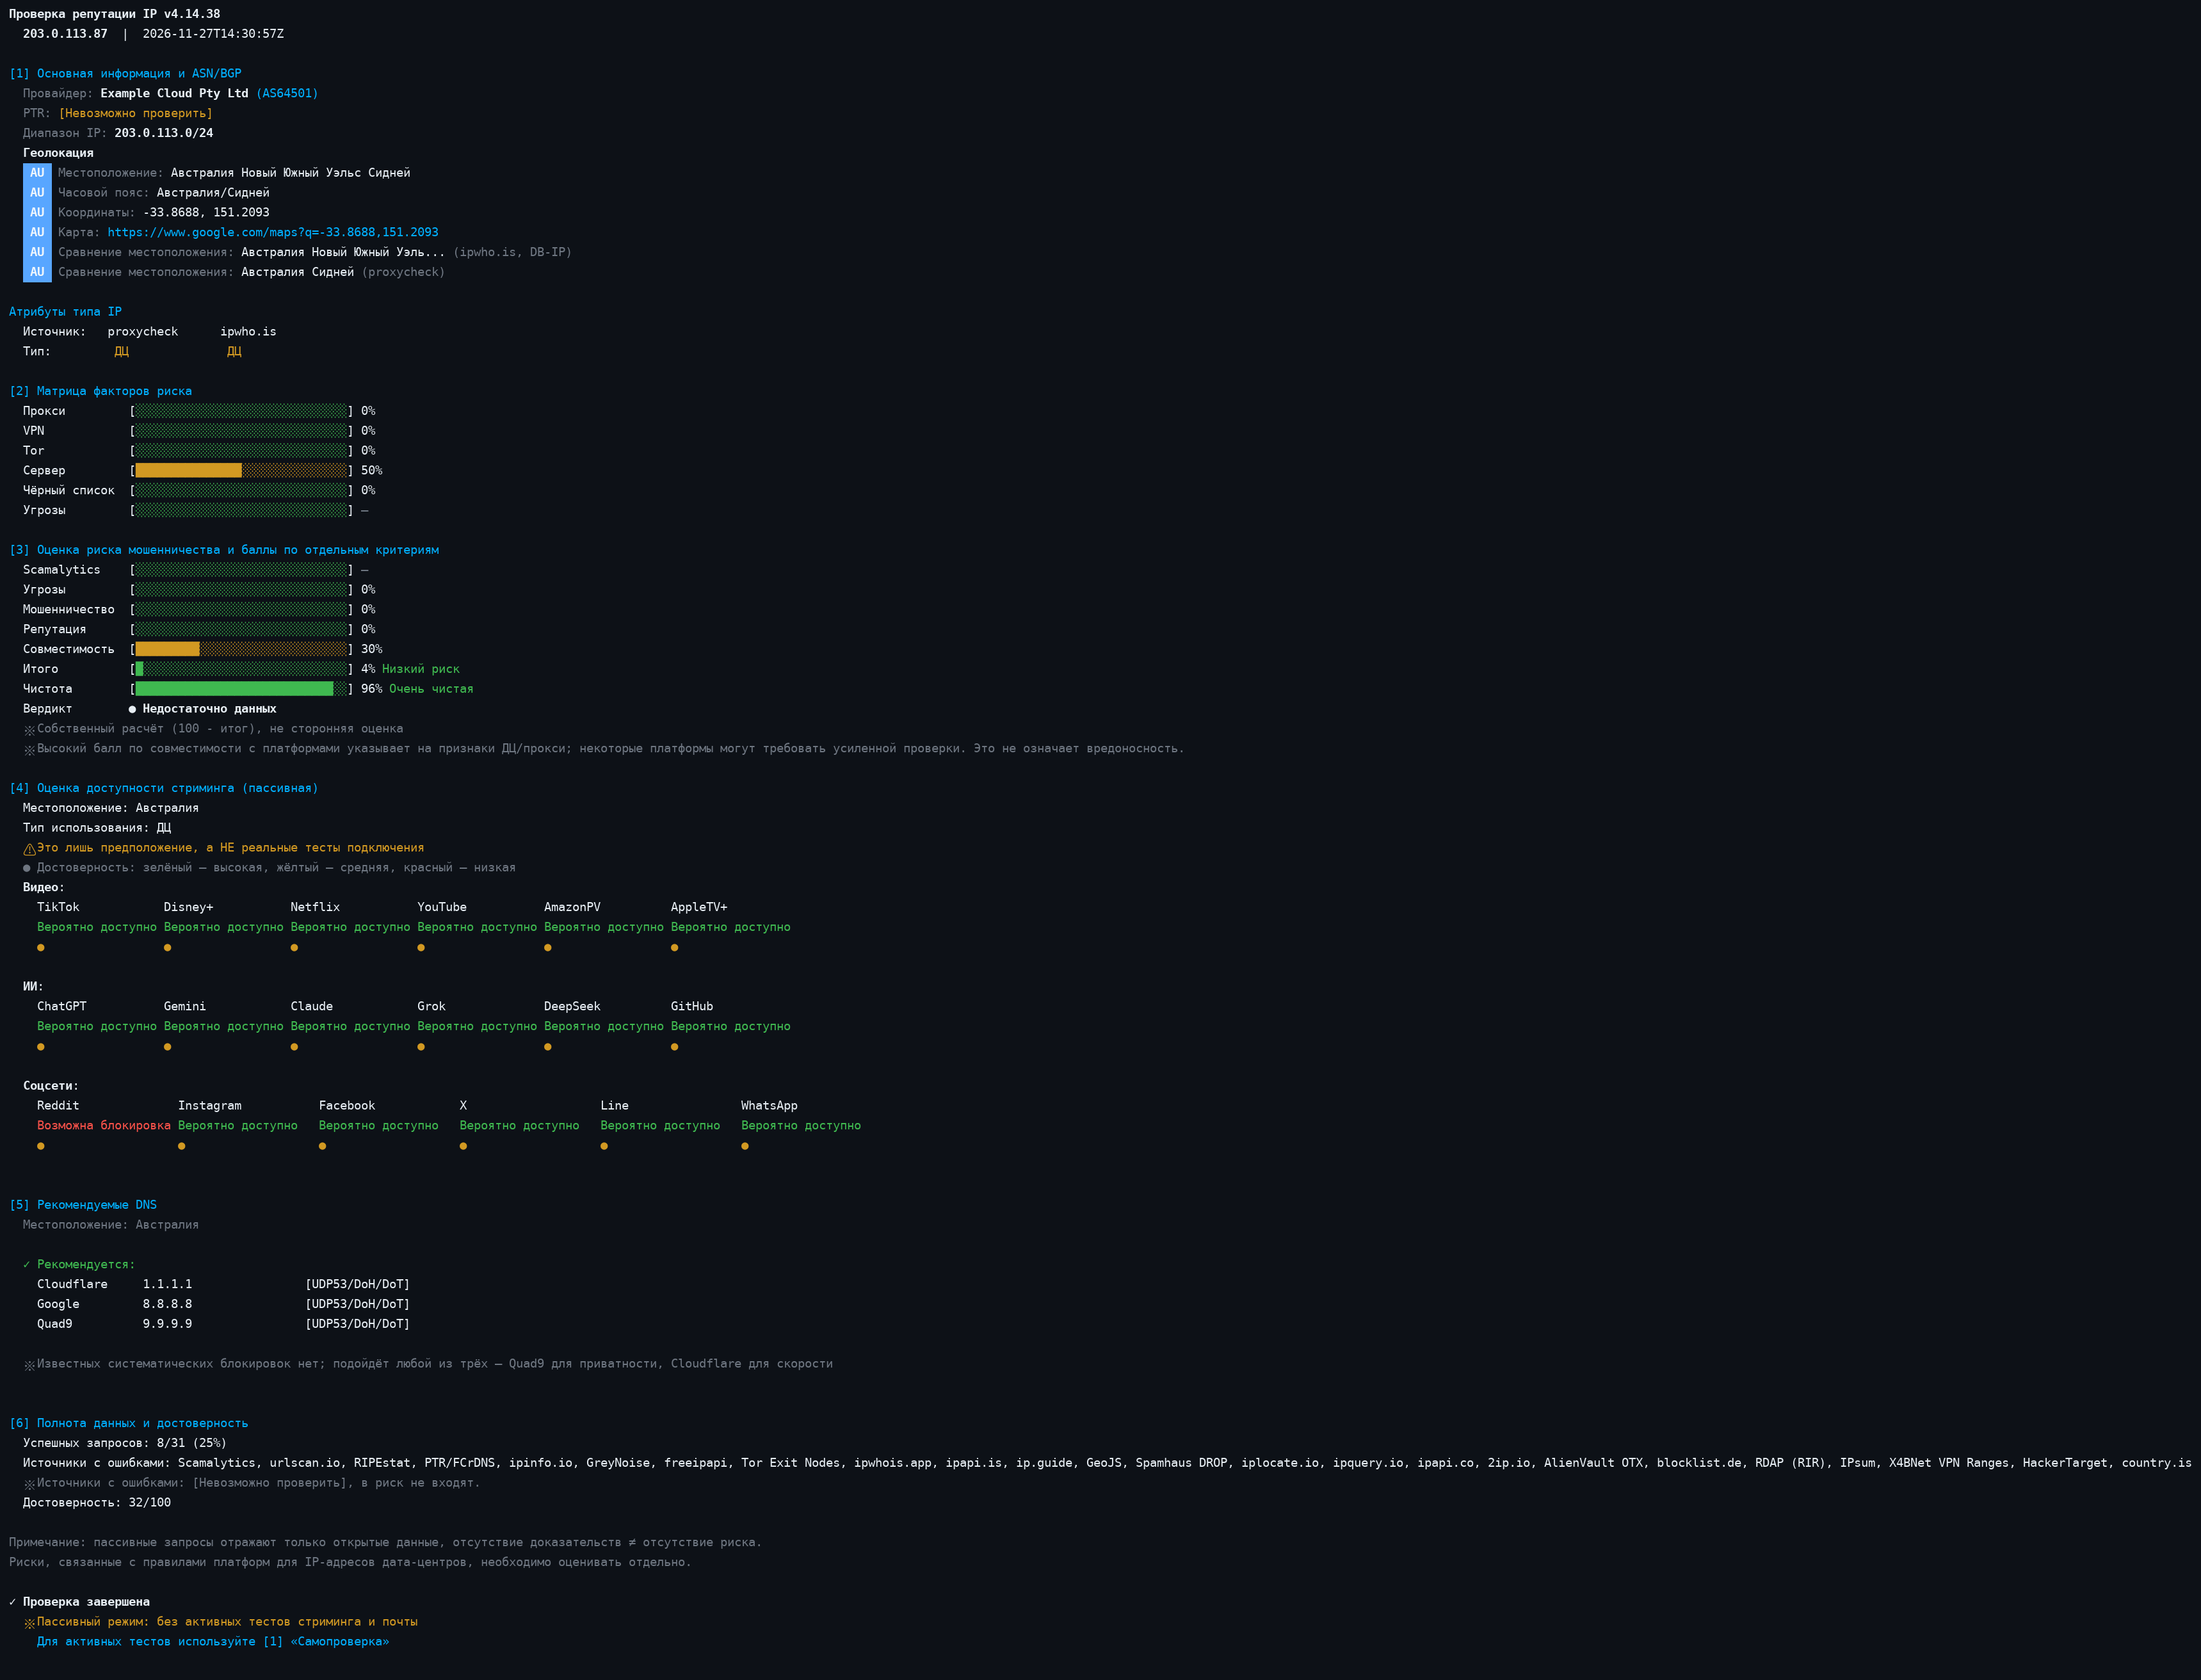 Проверка репутации IP v4.14.38
203.0.113.87 | 2026-11-27T14:30:57Z
[1] Основная информация и ASN/BGP
Провайдер: Example Cloud Pty Ltd (AS64501)
PTR: [Невозможно проверить]
Диапазон IP: 203.0.113.0/24
Геолокация
AU Местоположение: Австралия Новый Южный Уэльс Сидней
AU Часовой пояс: Австралия/Сидней
AU Координаты: -33.8688, 151.2093
AU Карта: https://www.google.com/maps?q=-33.8688,151.2093
AU Сравнение местоположения: Австралия Новый Южный Уэль... (ipwho.is, DB-IP)
AU Сравнение местоположения: Австралия Сидней (proxycheck)
Атрибуты типа IP
Источник: proxycheck ipwho.is
Тип: ДЦ ДЦ
[2] Матрица факторов риска
Прокси [░░░░░░░░░░░░░░░░░░░░░░░░░░░░░░] 0%
VPN [░░░░░░░░░░░░░░░░░░░░░░░░░░░░░░] 0%
Tor [░░░░░░░░░░░░░░░░░░░░░░░░░░░░░░] 0%
Сервер [███████████████░░░░░░░░░░░░░░░] 50%
Чёрный список [░░░░░░░░░░░░░░░░░░░░░░░░░░░░░░] 0%
Угрозы [░░░░░░░░░░░░░░░░░░░░░░░░░░░░░░] —
[3] Оценка риска мошенничества и баллы по отдельным критериям
Scamalytics [░░░░░░░░░░░░░░░░░░░░░░░░░░░░░░] —
Угрозы [░░░░░░░░░░░░░░░░░░░░░░░░░░░░░░] 0%
Мошенничество [░░░░░░░░░░░░░░░░░░░░░░░░░░░░░░] 0%
Репутация [░░░░░░░░░░░░░░░░░░░░░░░░░░░░░░] 0%
Совместимость [█████████░░░░░░░░░░░░░░░░░░░░░] 30%
Итого [█░░░░░░░░░░░░░░░░░░░░░░░░░░░░░] 4% Низкий риск
Чистота [████████████████████████████░░] 96% Очень чистая
Вердикт ● Недостаточно данных
※Собственный расчёт (100 - итог), не сторонняя оценка
※Высокий балл по совместимости с платформами указывает на признаки ДЦ/прокси; некоторые платформы могут требовать усиленной проверки. Это не означает вредоносность.
[4] Оценка доступности стриминга (пассивная)
Местоположение: Австралия
Тип использования: ДЦ
⚠Это лишь предположение, а НЕ реальные тесты подключения
● Достоверность: зелёный — высокая, жёлтый — средняя, красный — низкая
Видео:
TikTok Disney+ Netflix YouTube AmazonPV AppleTV+
Вероятно доступно Вероятно доступно Вероятно доступно Вероятно доступно Вероятно доступно Вероятно доступно
● ● ● ● ● ●
ИИ:
ChatGPT Gemini Claude Grok DeepSeek GitHub
Вероятно доступно Вероятно доступно Вероятно доступно Вероятно доступно Вероятно доступно Вероятно доступно
● ● ● ● ● ●
Соцсети:
Reddit Instagram Facebook X Line WhatsApp
Возможна блокировка Вероятно доступно Вероятно доступно Вероятно доступно Вероятно доступно Вероятно доступно
● ● ● ● ● ●
[5] Рекомендуемые DNS
Местоположение: Австралия
✓ Рекомендуется:
Cloudflare 1.1.1.1 [UDP53/DoH/DoT]
Google 8.8.8.8 [UDP53/DoH/DoT]
Quad9 9.9.9.9 [UDP53/DoH/DoT]
※Известных систематических блокировок нет; подойдёт любой из трёх — Quad9 для приватности, Cloudflare для скорости
[6] Полнота данных и достоверность
Успешных запросов: 8/31 (25%)
Источники с ошибками: Scamalytics, urlscan.io, RIPEstat, PTR/FCrDNS, ipinfo.io, GreyNoise, freeipapi, Tor Exit Nodes, ipwhois.app, ipapi.is, ip.guide, GeoJS, Spamhaus DROP, iplocate.io, ipquery.io, ipapi.co, 2ip.io, AlienVault OTX, blocklist.de, RDAP (RIR), IPsum, X4BNet VPN Ranges, HackerTarget, country.is
※Источники с ошибками: [Невозможно проверить], в риск не входят.
Достоверность: 32/100
Примечание: пассивные запросы отражают только открытые данные, отсутствие доказательств ≠ отсутствие риска.
Риски, связанные с правилами платформ для IP-адресов дата-центров, необходимо оценивать отдельно.
✓ Проверка завершена
※Пассивный режим: без активных тестов стриминга и почты
Для активных тестов используйте [1] «Самопроверка»